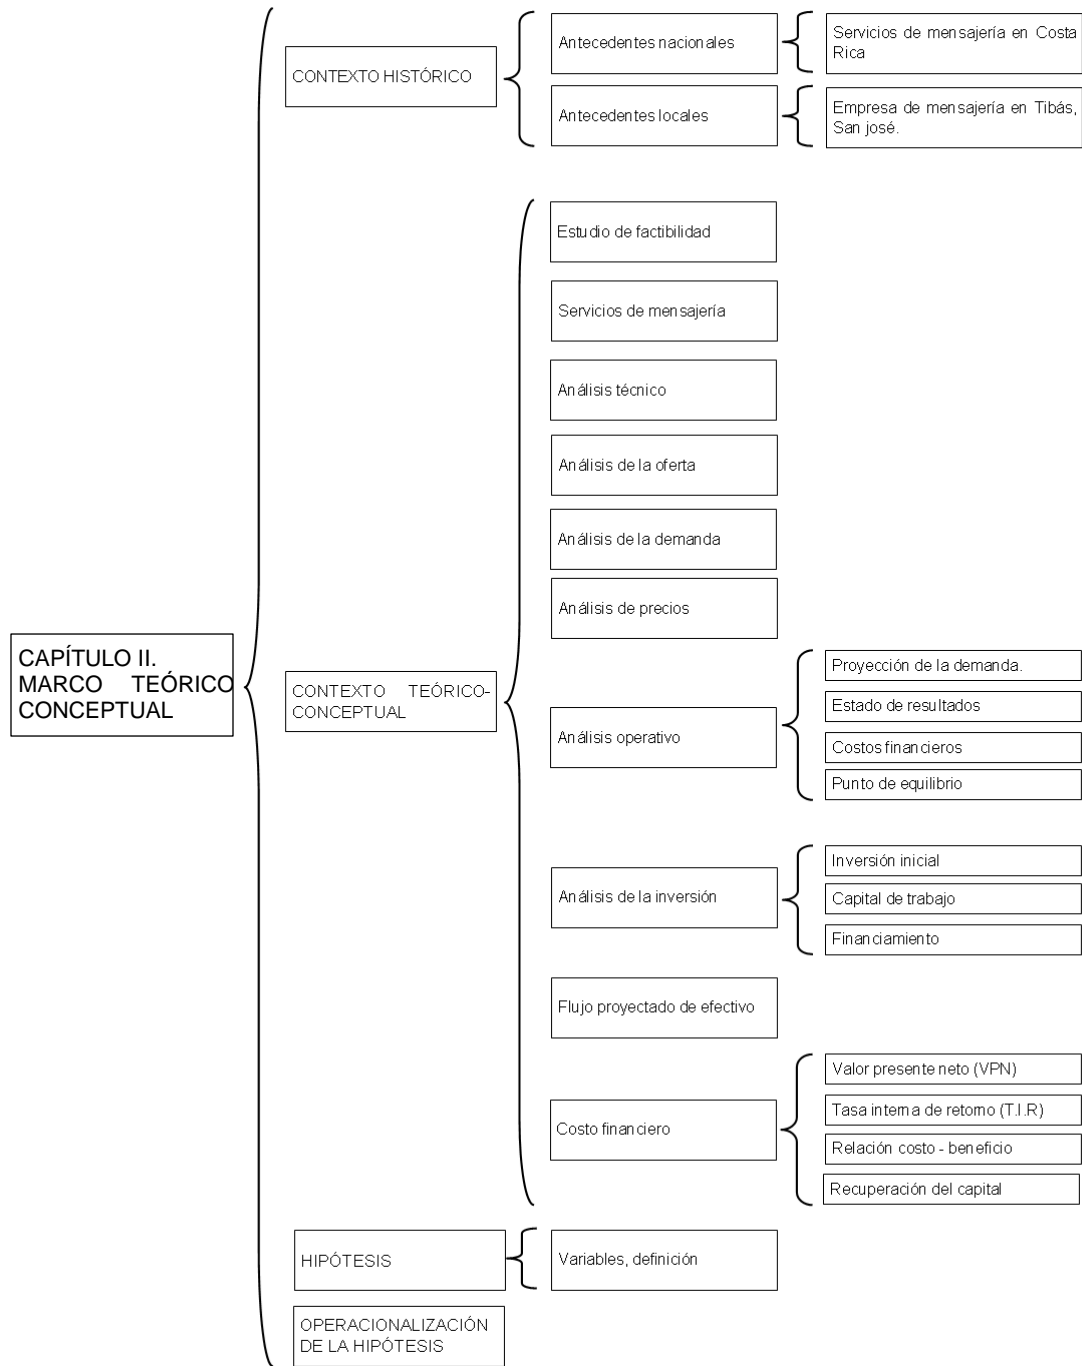 CONTEXTO HISTÓRICO
Antecedentes nacionales
Servicios de mensajería en Costa
Rica
Antecedentes locales
Empresa de mensajería en Tibás,
San josé.
CAPÍTULO II.
MARCO TEÓRICO
CONCEPTUAL
CONTEXTO TEÓRICO-
CONCEPTUAL
Estudio de factibilidad
Servicios de mensajería
Análisis técnico
Análisis de la oferta
Análisis de la demanda
Análisis de precios
Análisis operativo
Proyección de la demanda.
Estado de resultados
Costos financieros
Punto de equilibrio
Análisis de la inversión
Inversión inicial
Capital de trabajo
Financiamiento
Flujo proyectado de efectivo
Costo financiero
Valor presente neto (VPN)
Tasa interna de retorno (T.I.R)
Relación costo - beneficio
Recuperación del capital
HIPÓTESIS
Variables, definición
OPERACIONALIZACIÓN
DE LA HIPÓTESIS